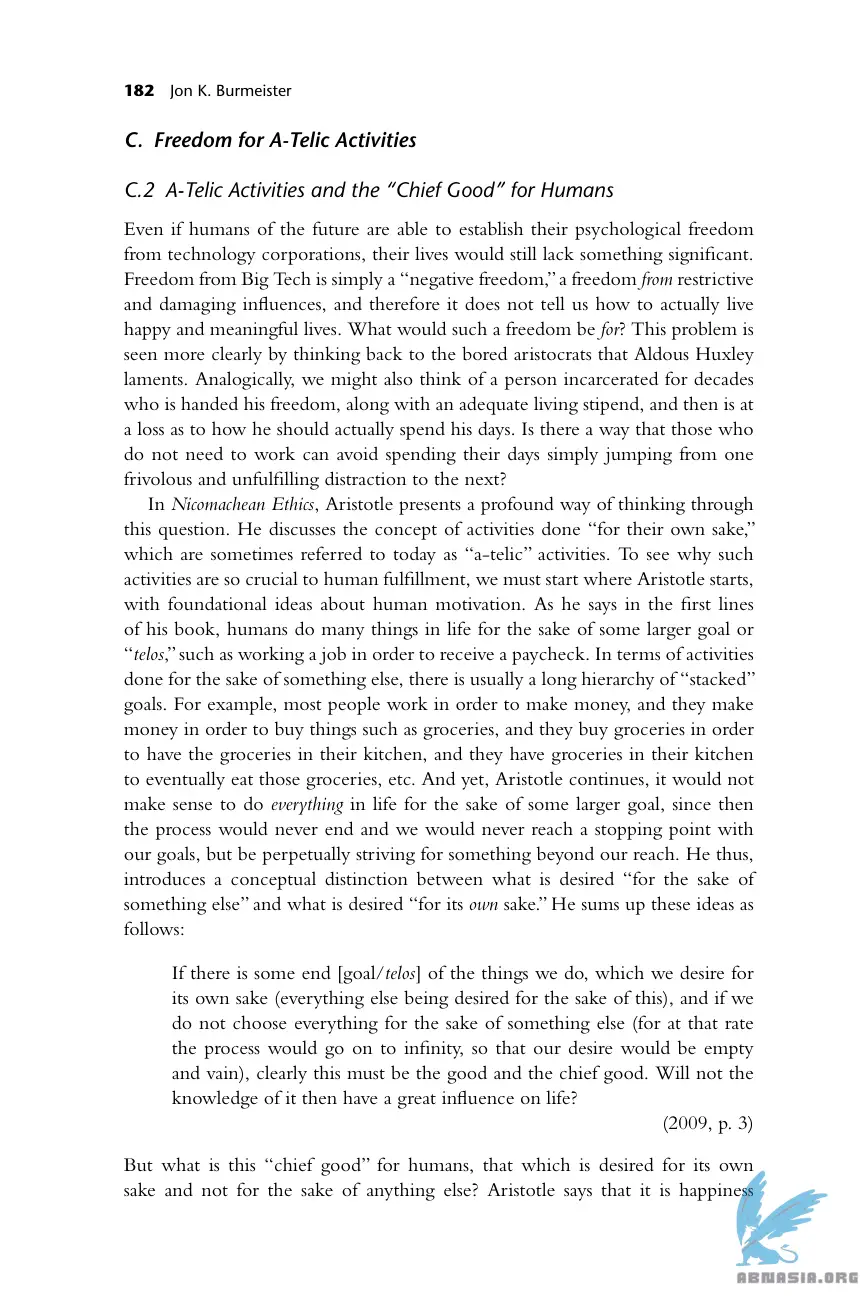 182 Jon K. Burmeister
C. Freedom for A-Telic Activities
C.2 A-Telic Activities and the “Chief Good” for Humans
Even if humans of the future are able to establish their psychological freedom
from technology corporations, their lives would still lack something significant.
Freedom from Big Tech is simply a “negative freedom,” a freedom from restrictive
and damaging influences, and therefore it does not tell us how to actually live
happy and meaningful lives. What would such a freedom be for? This problem is
seen more clearly by thinking back to the bored aristocrats that Aldous Huxley
laments. Analogically, we might also think of a person incarcerated for decades
who is handed his freedom, along with an adequate living stipend, and then is at
a loss as to how he should actually spend his days. Is there a way that those who
do not need to work can avoid spending their days simply jumping from one
frivolous and unfulfilling distraction to the next?
In Nicomachean Ethics, Aristotle presents a profound way of thinking through
this question. He discusses the concept of activities done “for their own sake,”
which are sometimes referred to today as “a-telic” activities. To see why such
activities are so crucial to human fulfillment, we must start where Aristotle starts,
with foundational ideas about human motivation. As he says in the first lines
of his book, humans do many things in life for the sake of some larger goal or
“telos,” such as working a job in order to receive a paycheck. In terms of activities
done for the sake of something else, there is usually a long hierarchy of “stacked”
goals. For example, most people work in order to make money, and they make
money in order to buy things such as groceries, and they buy groceries in order
to have the groceries in their kitchen, and they have groceries in their kitchen
to eventually eat those groceries, etc. And yet, Aristotle continues, it would not
make sense to do everything in life for the sake of some larger goal, since then
the process would never end and we would never reach a stopping point with
our goals, but be perpetually striving for something beyond our reach. He thus,
introduces a conceptual distinction between what is desired “for the sake of
something else” and what is desired “for its own sake.” He sums up these ideas as
follows:
If there is some end [goal/telos] of the things we do, which we desire for
its own sake (everything else being desired for the sake of this), and if we
do not choose everything for the sake of something else (for at that rate
the process would go on to infinity, so that our desire would be empty
and vain), clearly this must be the good and the chief good. Will not the
knowledge of it then have a great influence on life?
(2009, p. 3)
But what is this “chief good” for humans, that which is desired for its own
sake and not for the sake of anything else? Aristotle says that it is happiness
ABNASIA.ORG